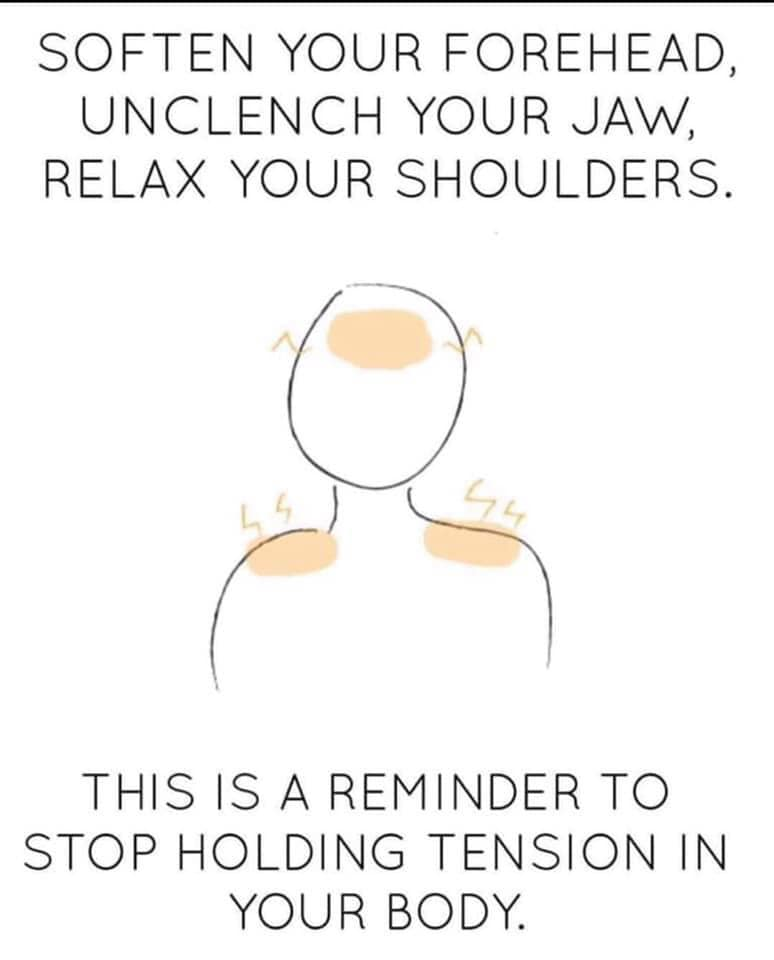 SOFTEN YOUR FOREHEAD,
UNCLENCH YOUR JAW,
RELAX YOUR SHOULDERS.
THIS IS A REMINDER TO
STOP HOLDING TENSION IN
YOUR BODY.